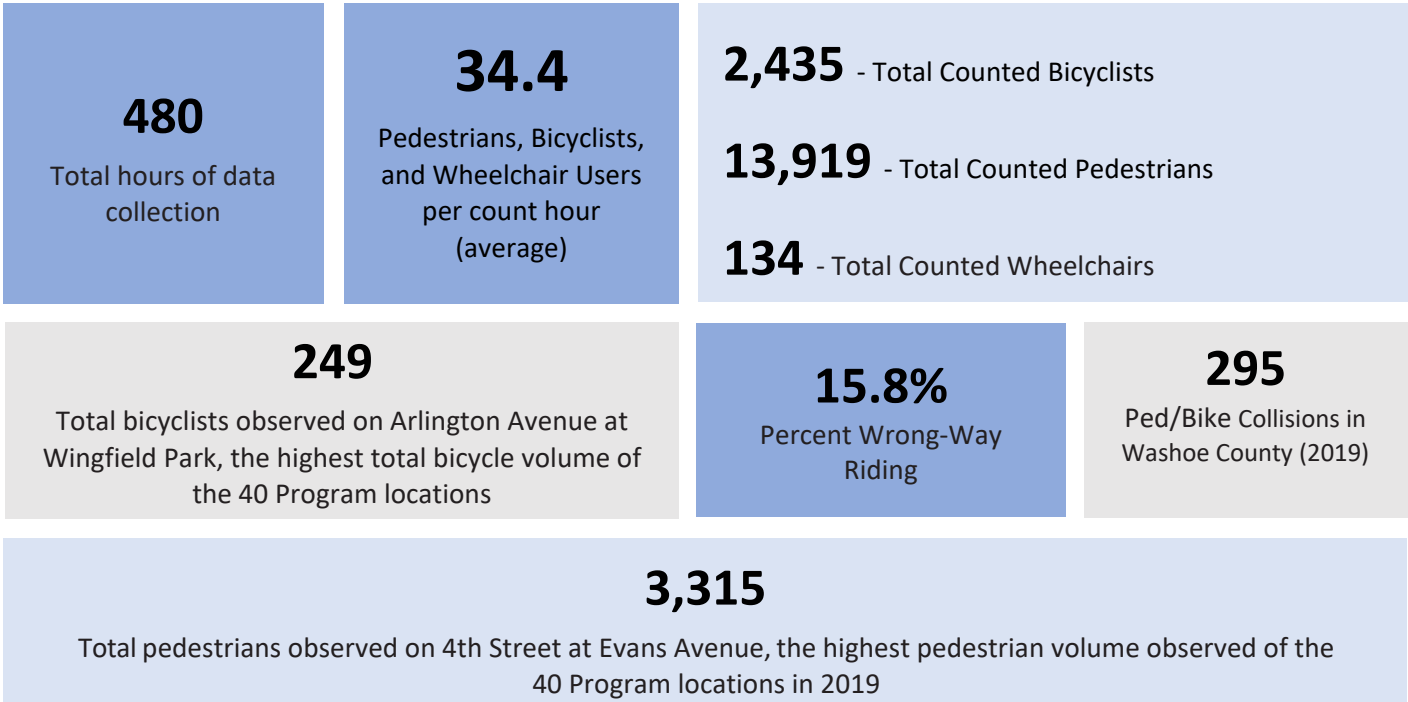 480
Total hours of data
collection
34.4
Pedestrians, Bicyclists,
and Wheelchair Users
per count hour
(average)
2,435 - Total Counted Bicyclists
13,919 - Total Counted Pedestrians
134 - Total Counted Wheelchairs
249
Total bicyclists observed on Arlington Avenue at
Wingfield Park, the highest total bicycle volume of
the 40 Program locations
15.8%
Percent Wrong-Way
Riding
295
Ped/Bike Collisions in
Washoe County (2019)
3,315
Total pedestrians observed on 4th Street at Evans Avenue, the highest pedestrian volume observed of the
40 Program locations in 2019